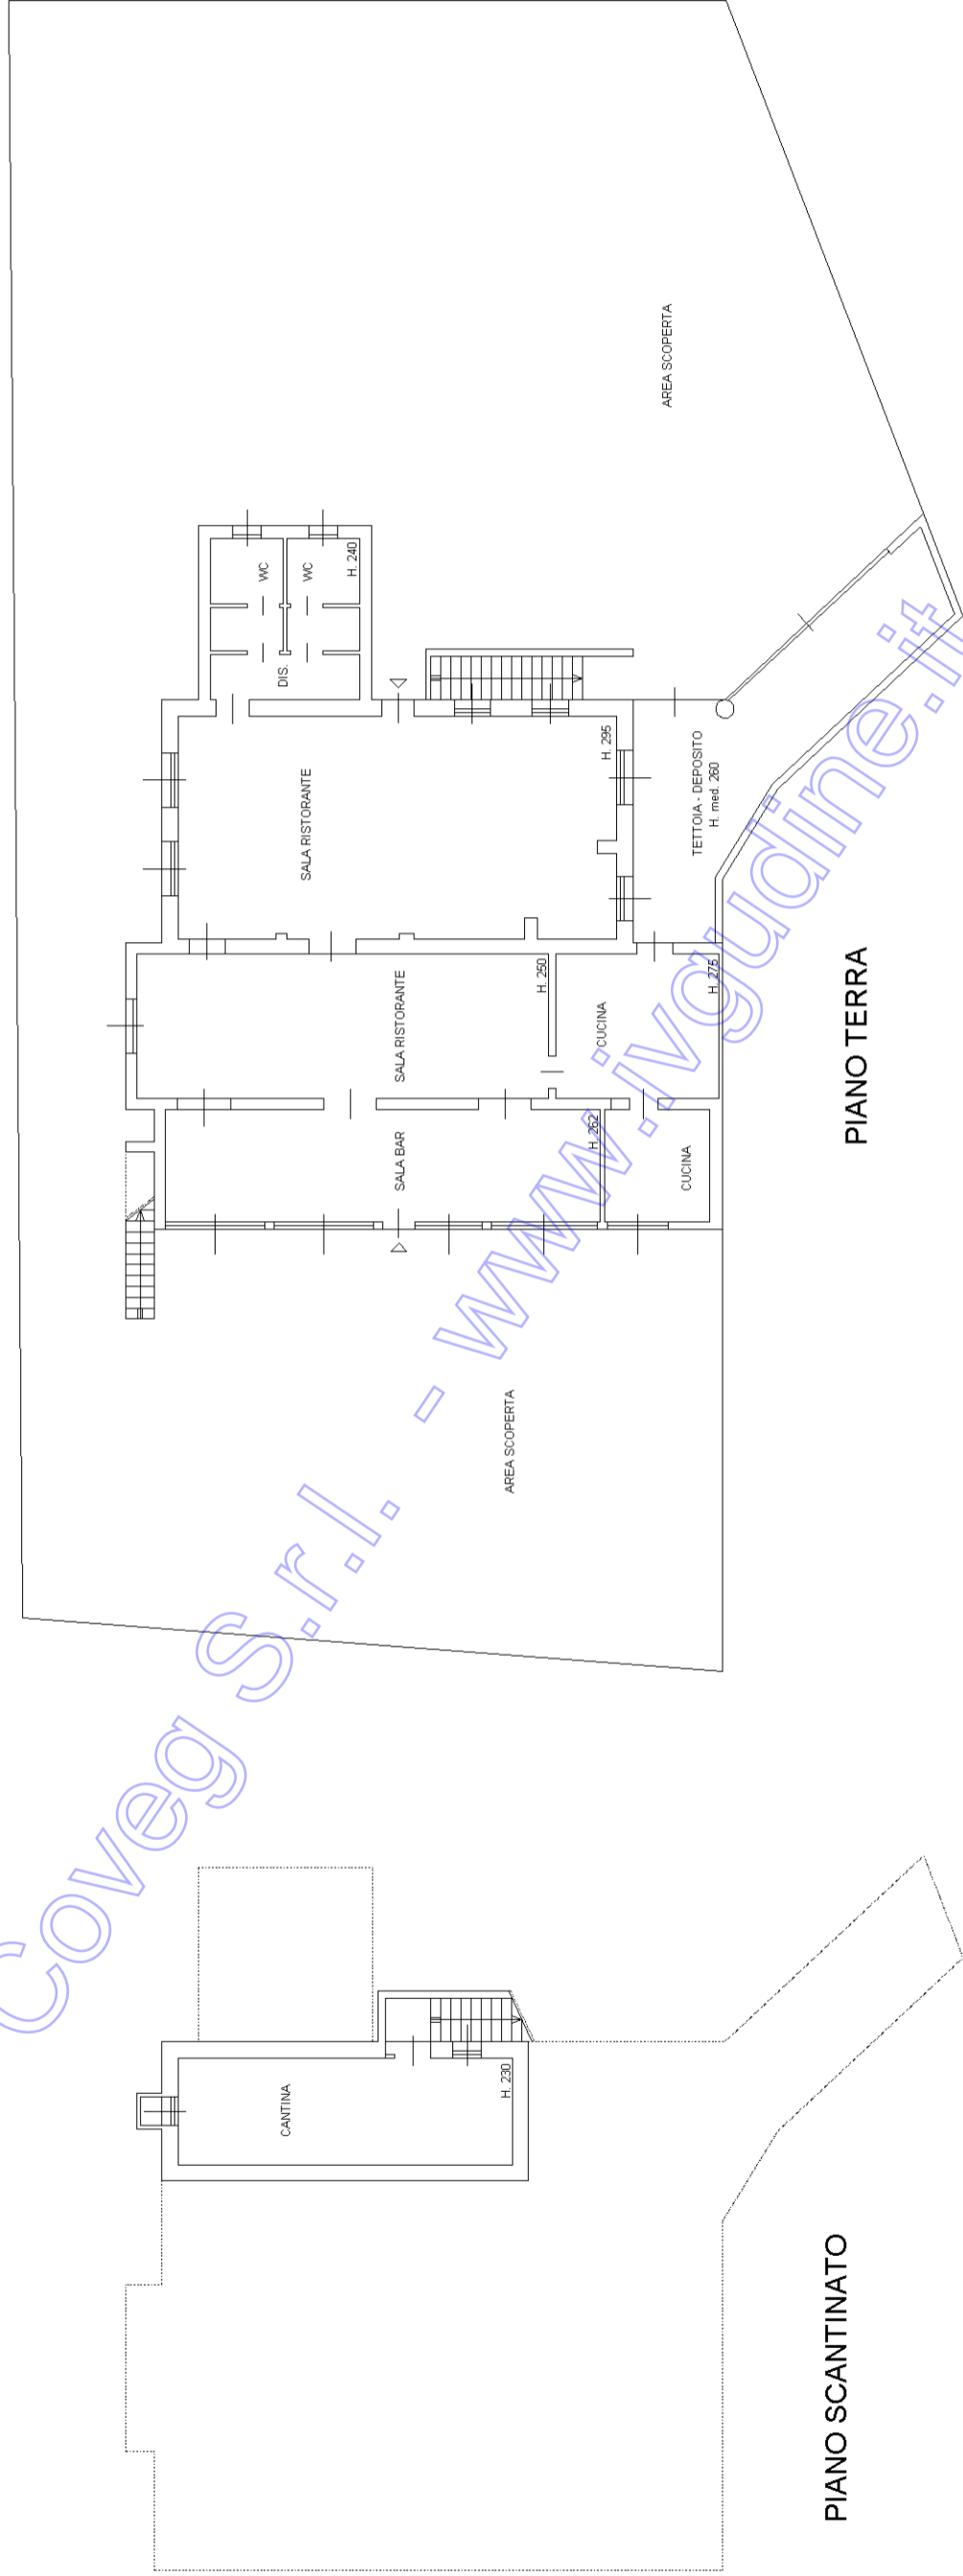 PIANO SCANTINATO
CANTINA
H. 230
PIANO TERRA
AREA SCOPERTA
SALA BAR
H. 262
CUCINA
SALA RISTORANTE
H. 250
CUCINA
H. 275
SALA RISTORANTE
H. 295
TETTOIA - DEPOSITO
H. med. 260
DIS.
WC
WC
H. 240
AREA SCOPERTA
Coveg S.r.l. - www.ivgudine.it